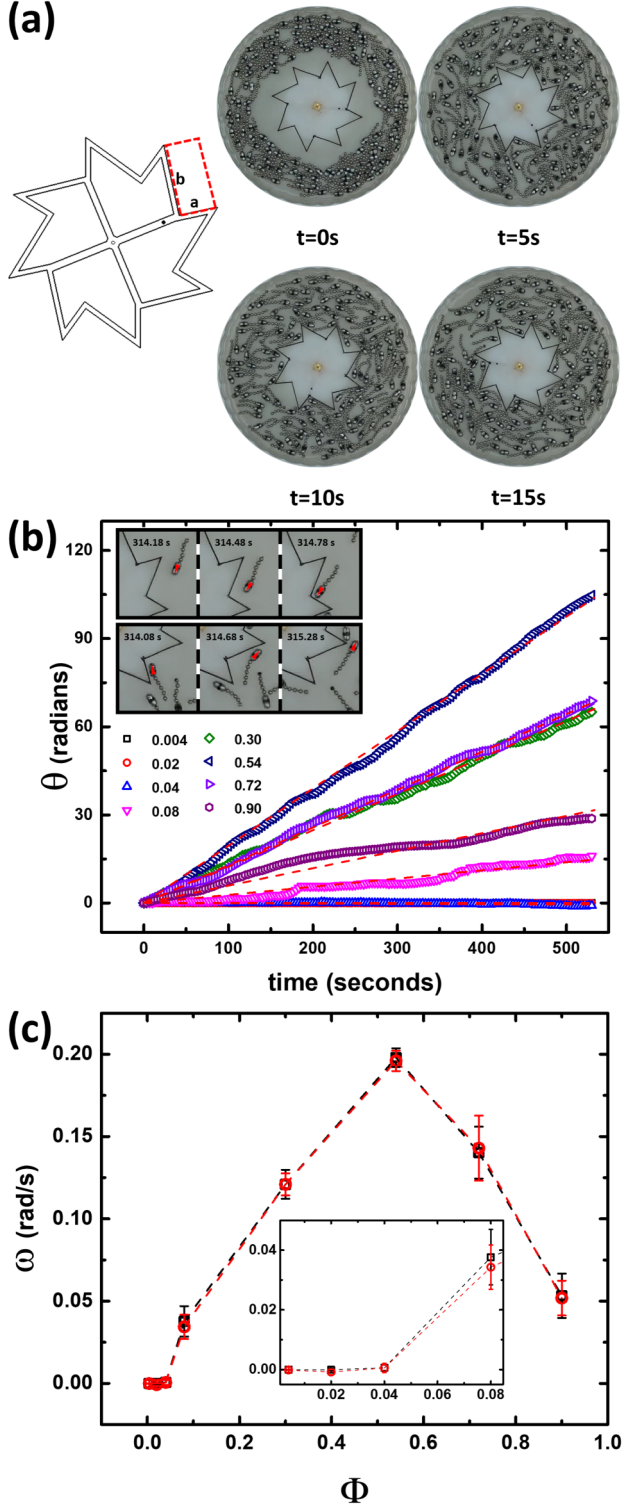 (a)
b
a
t=0s
t=5s
t=10s
t=15s
(b)
314.18 s
314.48 s
314.78 s
314.08 s
314.68 s
315.28 s
120
90
60
30
0
θ (radians)
0.004
0.30
0.02
0.54
0.04
0.72
0.08
0.90
0
100
200
300
400
500
time (seconds)
(c)
0.20
0.15
0.10
0.05
0.00
ω (rad/s)
0.04
0.02
0.00
0.02
0.04
0.06
0.08
0.0
0.2
0.4
0.6
0.8
1.0
Φ